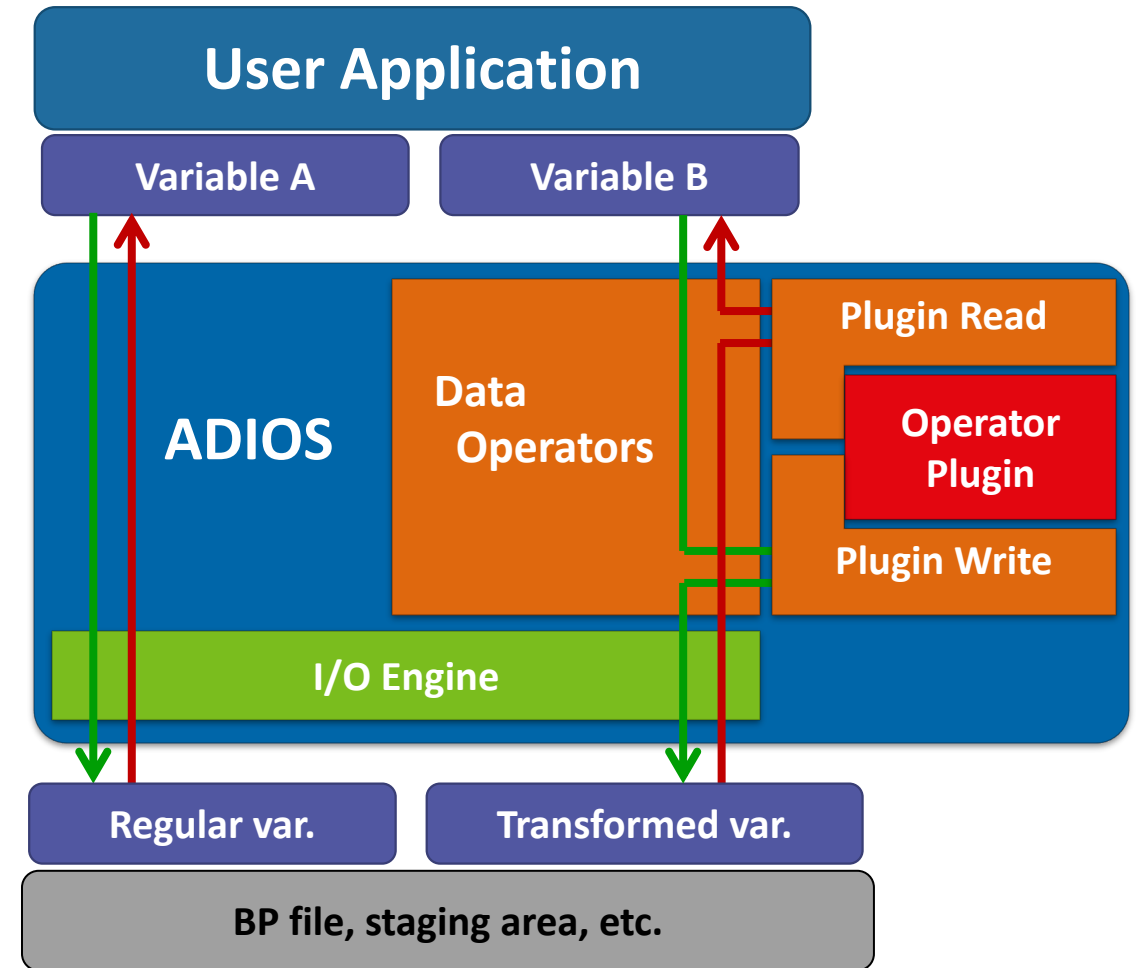 User Application
Variable A
Variable B
Plugin Read
Data
Operators
ADIOS
Operator
Plugin
Plugin Write
I/O Engine
Regular var.
Transformed var.
BP file, staging area, etc.